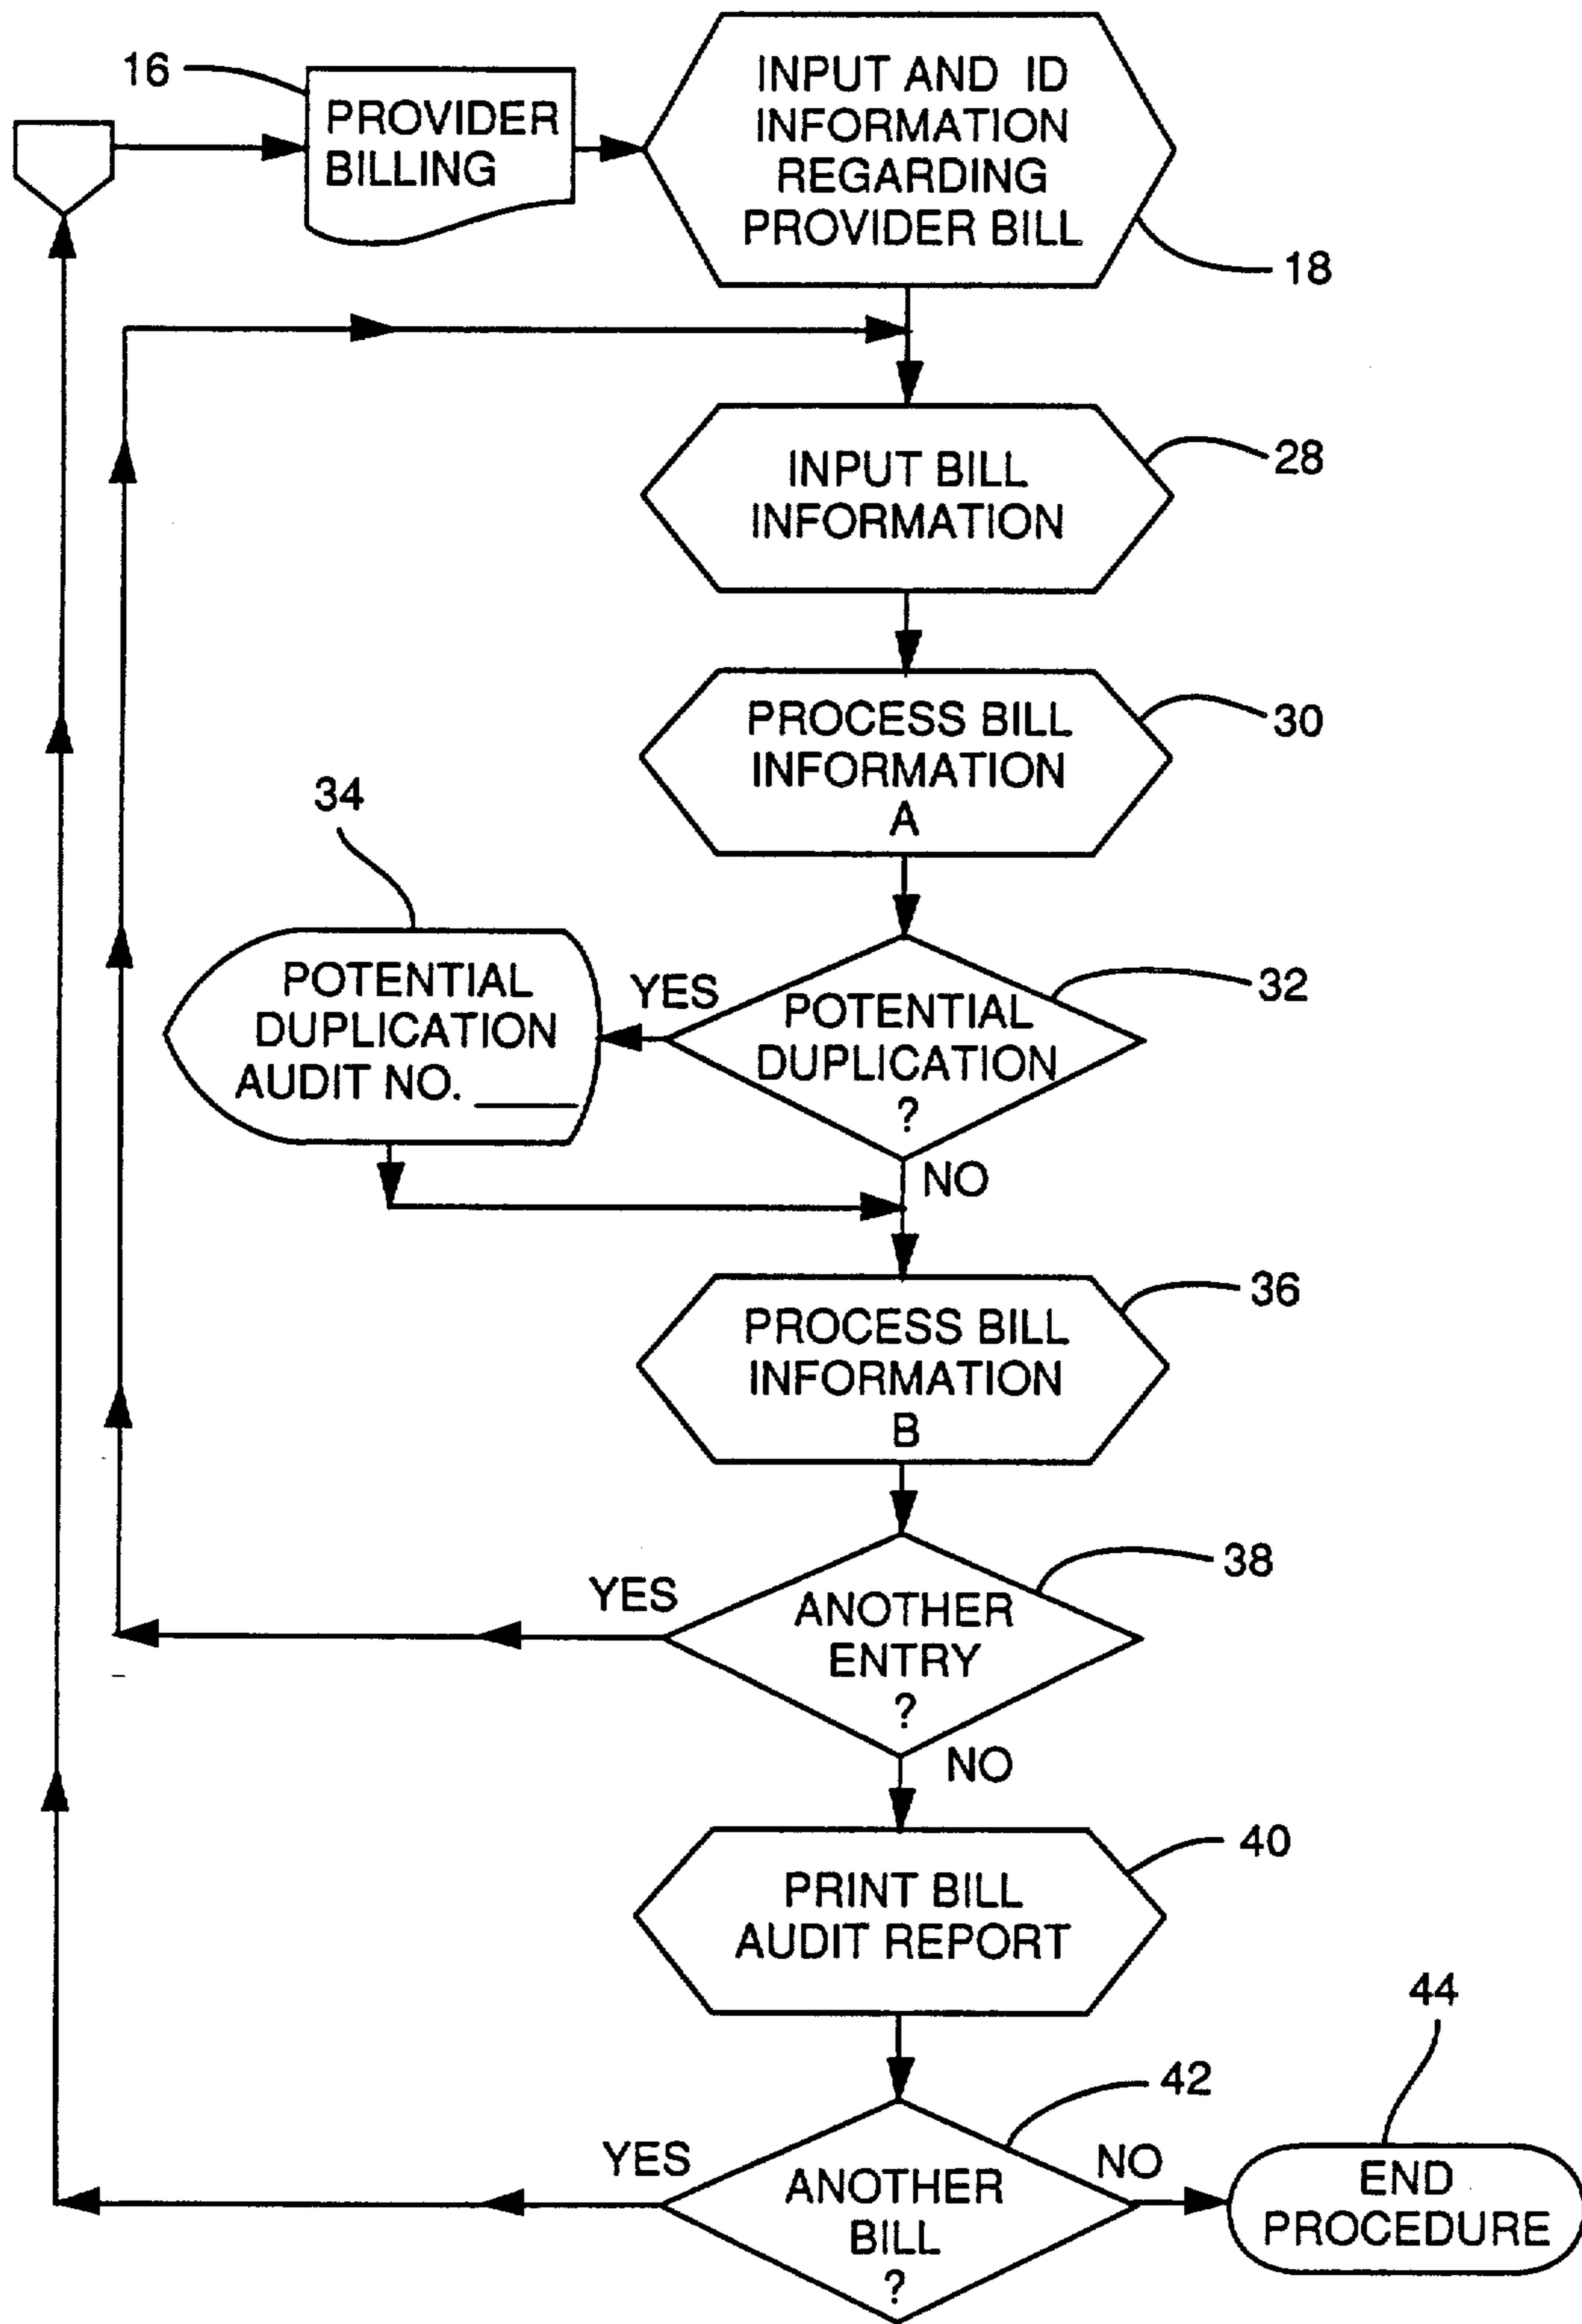 16
PROVIDER
BILLING
INPUT AND ID
INFORMATION
REGARDING
PROVIDER BILL
18
INPUT BILL
INFORMATION
28
PROCESS BILL
INFORMATION
A
30
34
POTENTIAL
DUPLICATION
AUDIT NO. ____
YES
POTENTIAL
DUPLICATION
?
32
NO
PROCESS BILL
INFORMATION
B
36
YES
ANOTHER
ENTRY
?
38
NO
PRINT BILL
AUDIT REPORT
40
YES
ANOTHER
BILL
?
42
NO
44
END
PROCEDURE